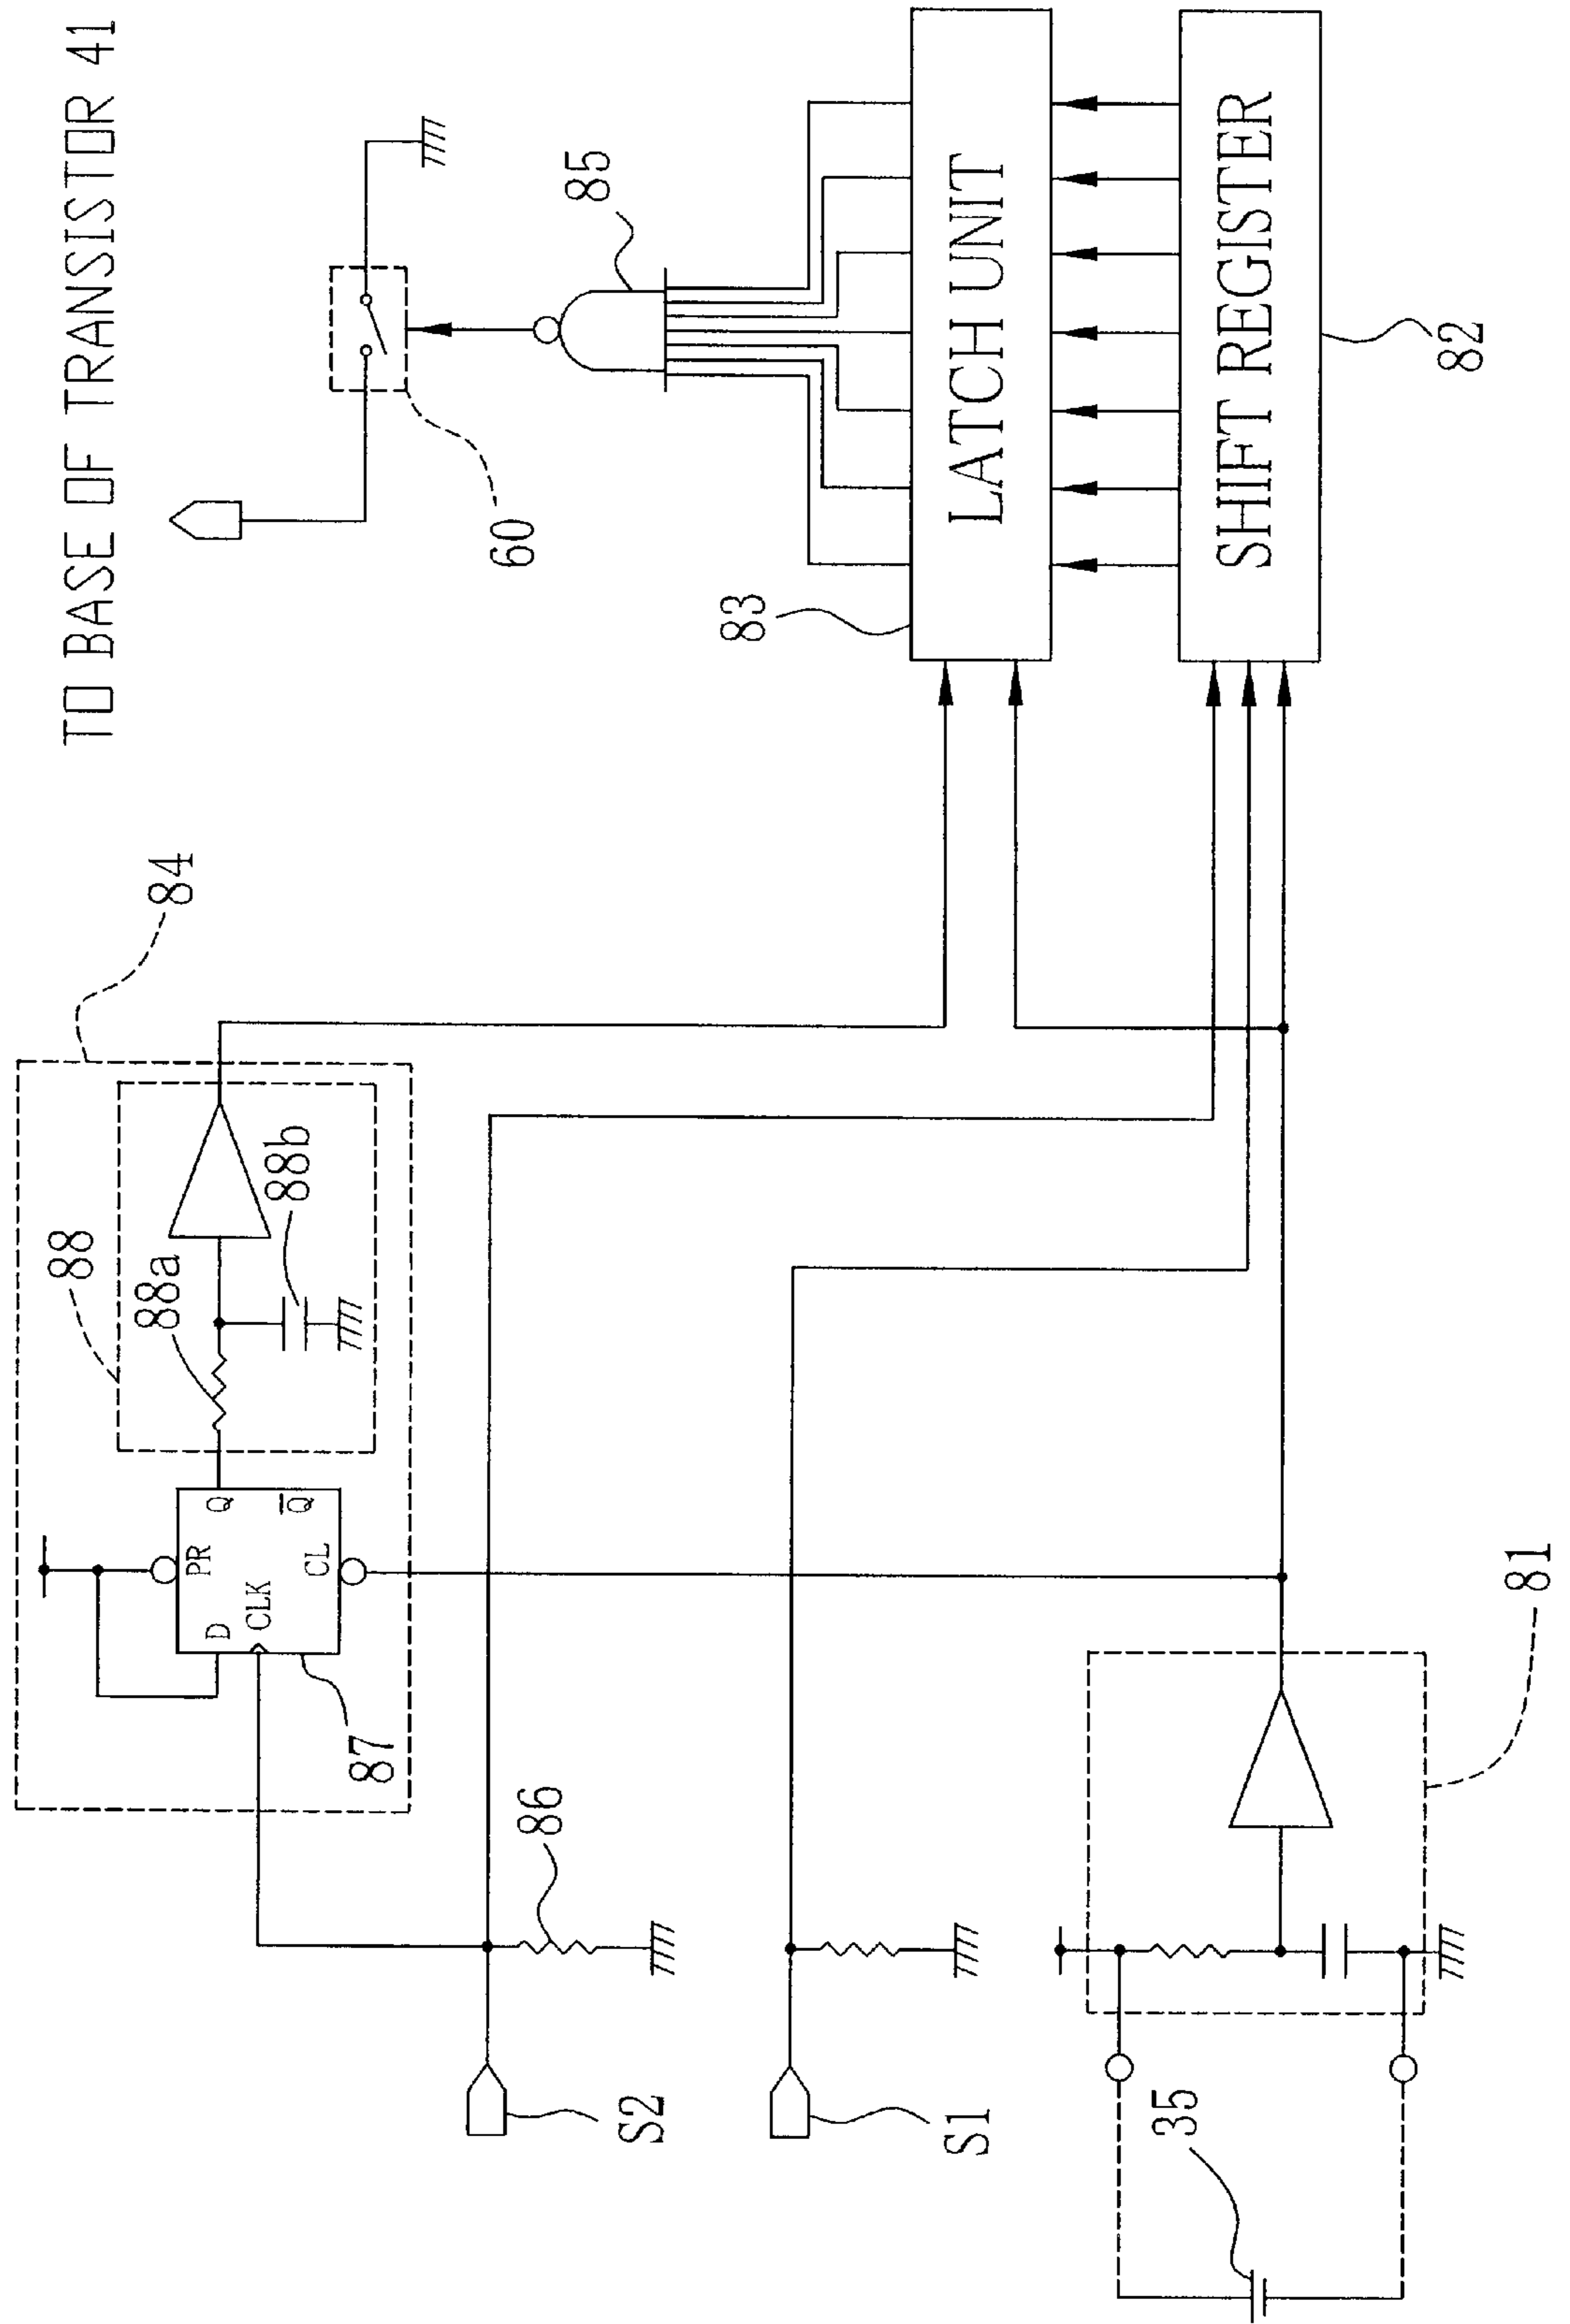 TO BASE OF TRANSISTOR 41
84
88
88a
88b
PR
Q
D
CLK
CL
Q̅
87
60
85
83
LATCH UNIT
86
S2
S1
SHIFT REGISTER
82
81
35